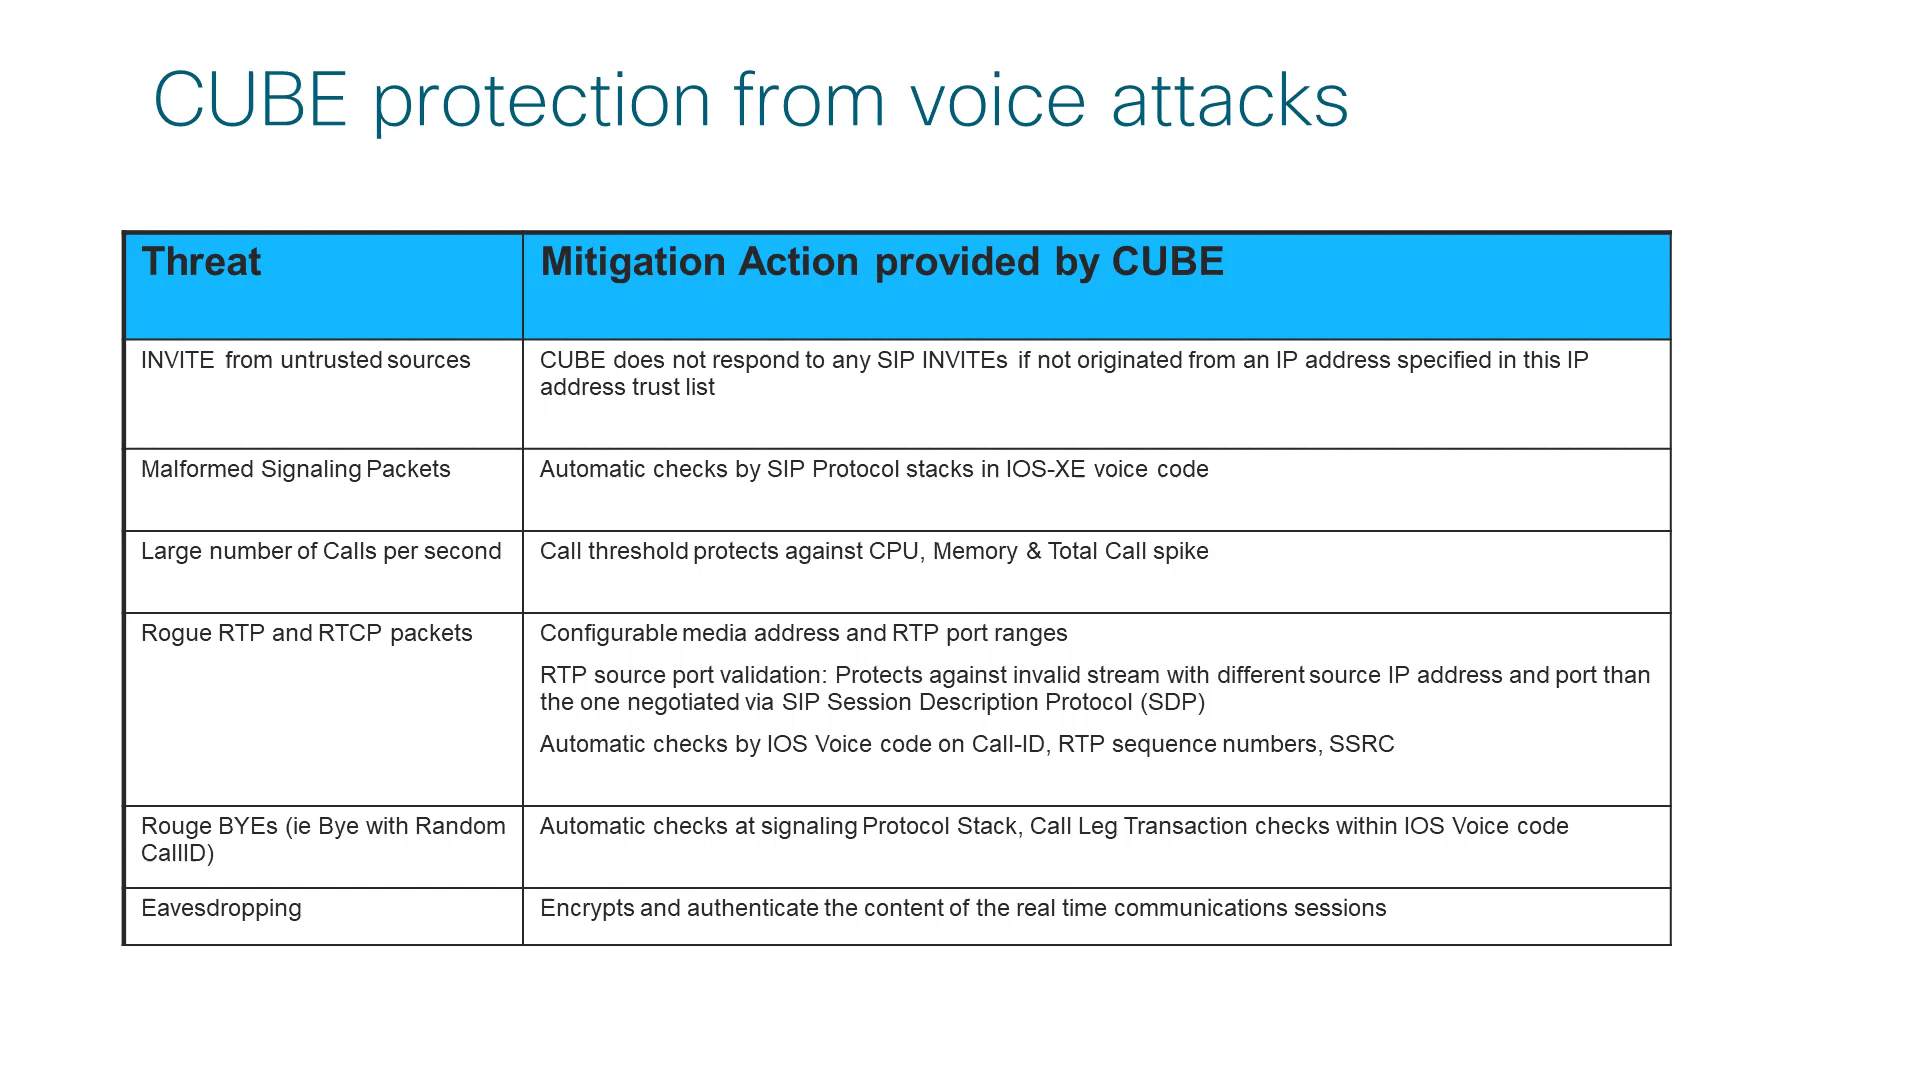 CUBE protection from voice attacks
Threat
Mitigation Action provided by CUBE
INVITE from untrusted sources
CUBE does not respond to any SIP INVITEs if not originated from an IP address specified in this IP
address trust list
Malformed Signaling Packets
Automatic checks by SIP Protocol stacks in IOS-XE voice code
Large number of Calls per second
Call threshold protects against CPU, Memory & Total Call spike
Rogue RTP and RTCP packets
Configurable media address and RTP port ranges
RTP source port validation: Protects against invalid stream with different source IP address and port than
the one negotiated via SIP Session Description Protocol (SDP)
Automatic checks by IOS Voice code on Call-ID, RTP sequence numbers, SSRC
Rouge BYEs (ie Bye with Random
CallID)
Automatic checks at signaling Protocol Stack, Call Leg Transaction checks within IOS Voice code
Eavesdropping
Encrypts and authenticate the content of the real time communications sessions